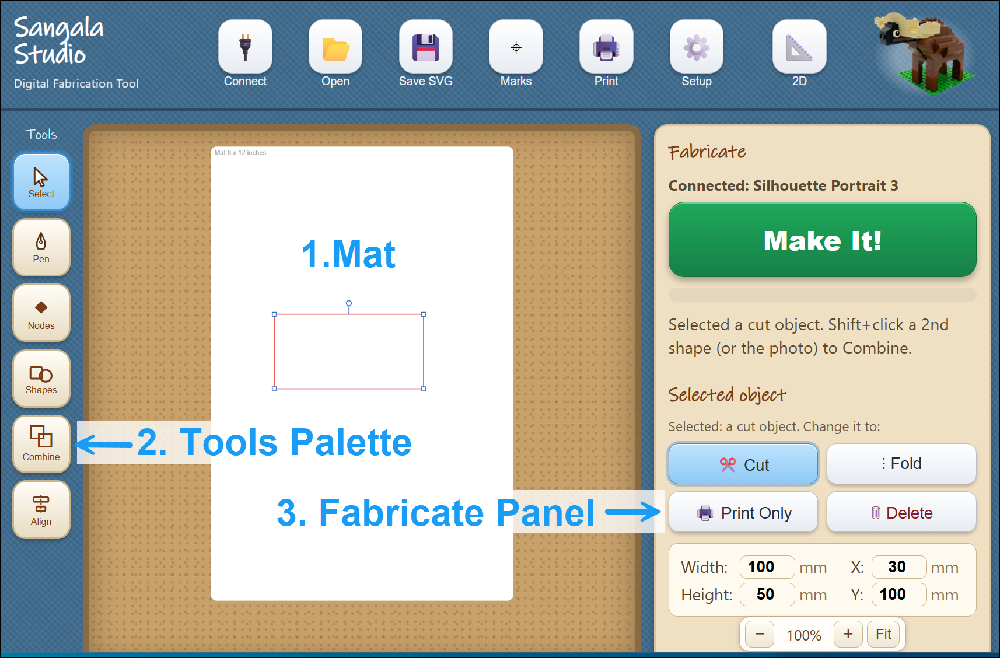 Sangala
Studio
Digital Fabrication Tool
Connect
Open
Save SVG
Marks
Print
Setup
2D
Tools
Select
Pen
Nodes
Shapes
Combine
Align
Mat 8 x 12 inches
1.Mat
2. Tools Palette
3. Fabricate Panel
Fabricate
Connected: Silhouette Portrait 3
Make It!
Selected a cut object. Shift+click a 2nd
shape (or the photo) to Combine.
Selected object
Selected: a cut object. Change it to:
Cut
Fold
Print Only
Delete
Width: 100 mm X: 30 mm
Height: 50 mm Y: 100 mm
− 100% + Fit